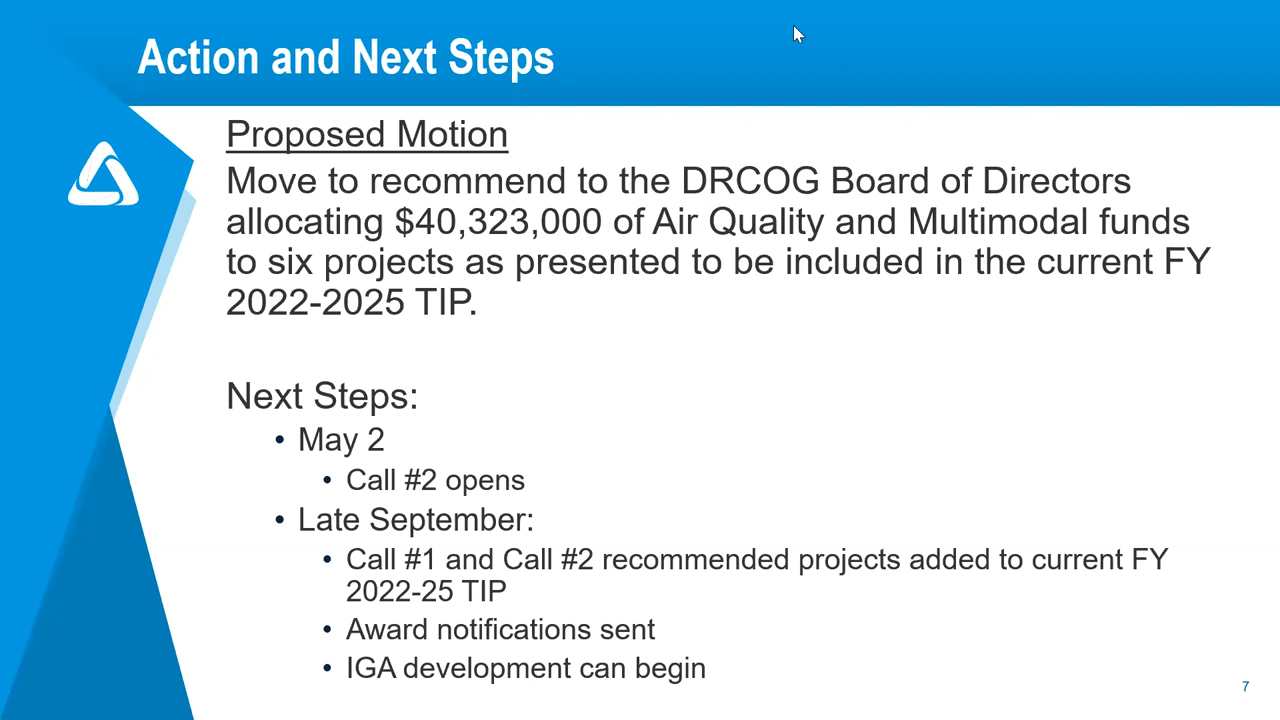 Action and Next Steps
Proposed Motion
Move to recommend to the DRCOG Board of Directors
allocating $40,323,000 of Air Quality and Multimodal funds
to six projects as presented to be included in the current FY
2022-2025 TIP.
Next Steps:
• May 2
• Call #2 opens
• Late September:
• Call #1 and Call #2 recommended projects added to current FY
2022-25 TIP
• Award notifications sent
• IGA development can begin
7